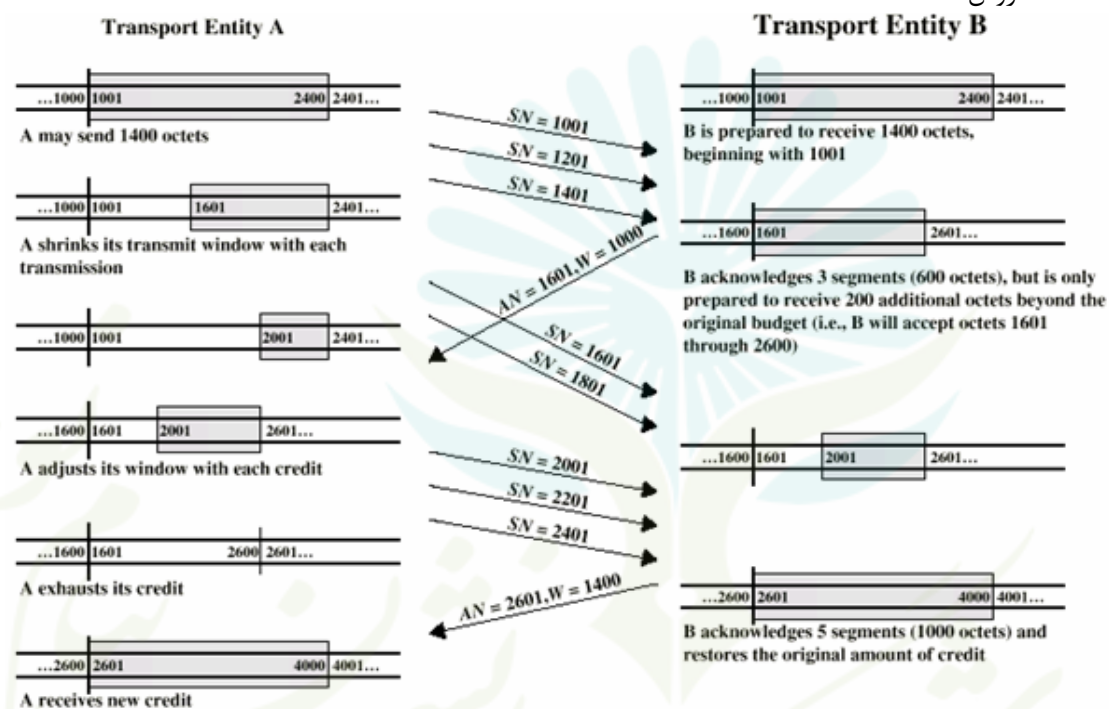 Transport Entity A
...1000 1001 2400 2401...
A may send 1400 octets
...1000 1001 1601 2401...
A shrinks its transmit window with each
transmission
...1000 1001 2001 2401...
...1600 1601 2001 2601...
A adjusts its window with each credit
...1600 1601 2600 2601...
A exhausts its credit
...2600 2601 4000 4001...
A receives new credit
SN = 1001
SN = 1201
SN = 1401
AN = 1601,W = 1000
SN = 1601
SN = 1801
SN = 2001
SN = 2201
SN = 2401
AN = 2601,W = 1400
Transport Entity B
...1000 1001 2400 2401...
B is prepared to receive 1400 octets,
beginning with 1001
...1600 1601 2601...
B acknowledges 3 segments (600 octets), but is only
prepared to receive 200 additional octets beyond the
original budget (i.e., B will accept octets 1601
through 2600)
...1600 1601 2001 2601...
...2600 2601 4000 4001...
B acknowledges 5 segments (1000 octets) and
restores the original amount of credit